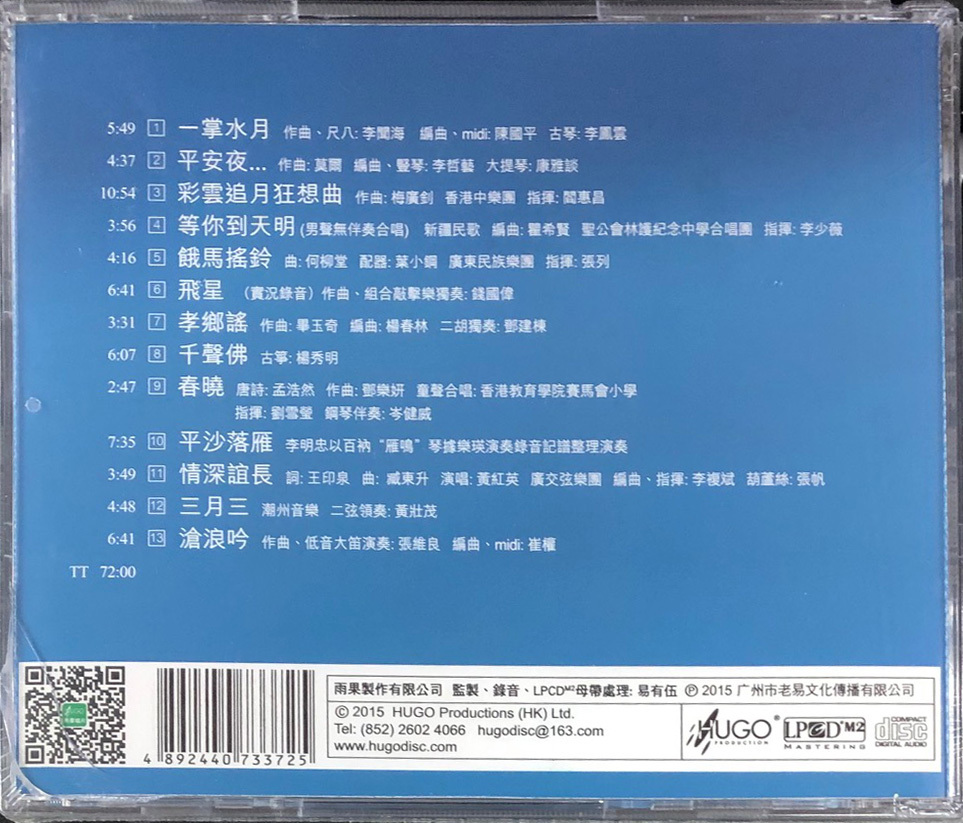 5:49 1 一掌水月 作曲、尺八: 李聞海 編曲、midi: 陳國平 古琴: 李鳳雲
4:37 2 平安夜... 作曲: 莫爾 編曲、豎琴: 李哲藝 大提琴: 康雅談
10:54 3 彩雲追月狂想曲 作曲: 梅廣釗 香港中樂團 指揮: 閻惠昌
3:56 4 等你到天明 (男聲無伴奏合唱) 新疆民歌 編曲: 瞿希賢 聖公會林護紀念中學合唱團 指揮: 李少薇
4:16 5 餓馬搖鈴 曲: 何柳堂 配器: 葉小鋼 廣東民族樂團 指揮: 張列
6:41 6 飛星 （實況錄音）作曲、組合敲擊樂獨奏: 錢國偉
3:31 7 孝鄉謠 作曲: 畢玉奇 編曲: 楊春林 二胡獨奏: 鄧建棟
6:07 8 千聲佛 古箏: 楊秀明
2:47 9 春曉 唐詩: 孟浩然 作曲: 鄧樂妍 童聲合唱: 香港教育學院賽馬會小學
指揮: 劉雪瑩 鋼琴伴奏: 岑健威
7:35 10 平沙落雁 李明忠以百衲“雁鳴”琴據樂瑛演奏錄音記譜整理演奏
3:49 11 情深誼長 詞: 王印泉 曲: 臧東升 演唱: 黃紅英 廣交弦樂團 編曲、指揮: 李複斌 葫蘆絲: 張帆
4:48 12 三月三 潮州音樂 二弦領奏: 黃壯茂
6:41 13 滄浪吟 作曲、低音大笛演奏: 張維良 編曲、midi: 崔權
TT 72:00
雨果製作有限公司 監製、錄音、LPCDM2母帶處理: 易有伍 ℗ 2015 广州市老易文化傳播有限公司
© 2015 HUGO Productions (HK) Ltd.
Tel: (852) 2602 4066 hugodisc@163.com
www.hugodisc.com
4 892440 733725
HUGO® PRODUCTION
LPCD M2 MASTERING
COMPACT disc DIGITAL AUDIO